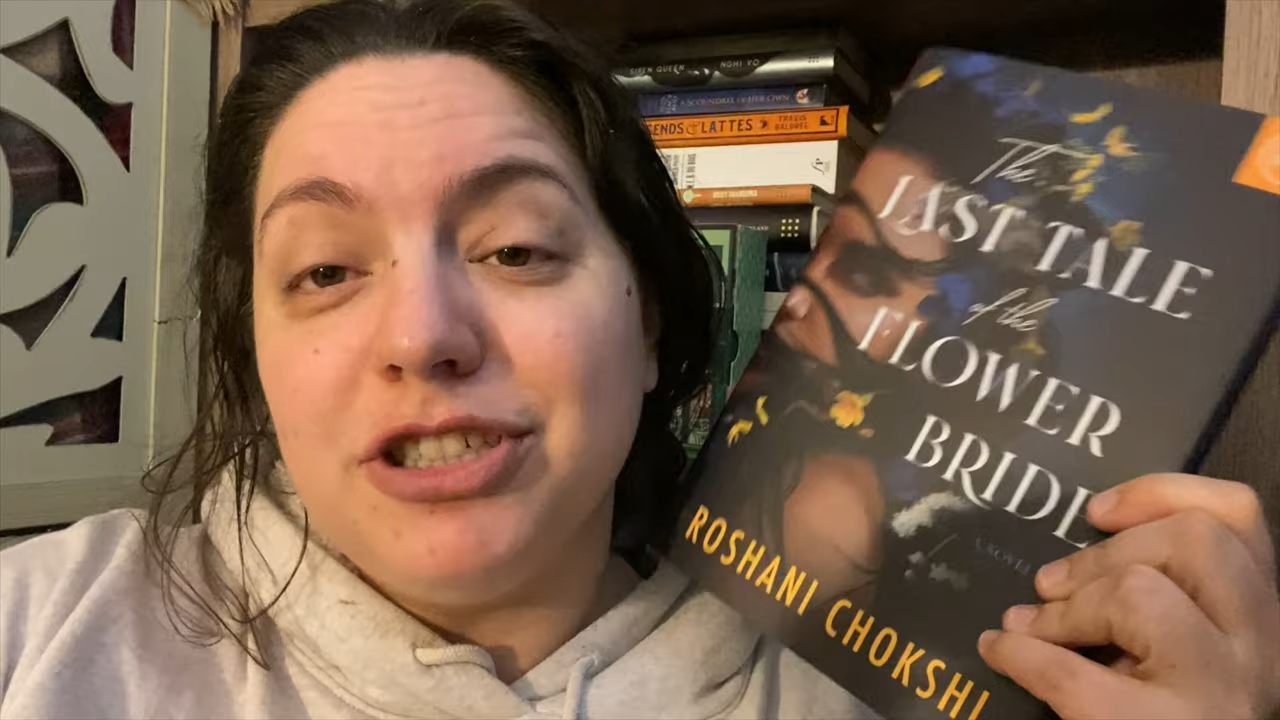 SIREN QUEEN NGHI VO
A SCOUNDREL OF HER OWN
ENDS & LATTES TRAVIS BALDREE
The
LAST TALE
of the
FLOWER
BRIDE
A NOVEL
ROSHANI CHOKSHI